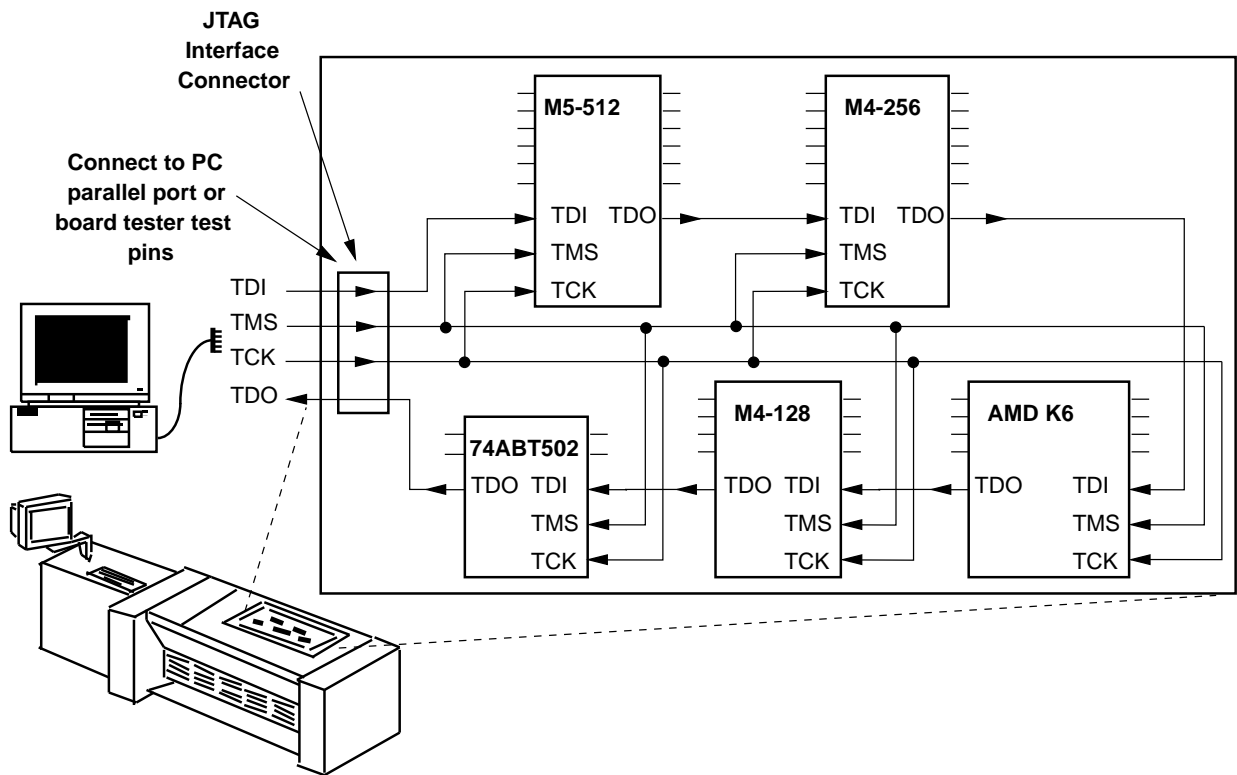 JTAG
Interface
Connector
Connect to PC
parallel port or
board tester test
pins
TDI
TMS
TCK
TDO
M5-512
TDI TDO
TMS
TCK
M4-256
TDI TDO
TMS
TCK
74ABT502
TDO TDI
TMS
TCK
M4-128
TDO TDI
TMS
TCK
AMD K6
TDO TDI
TMS
TCK